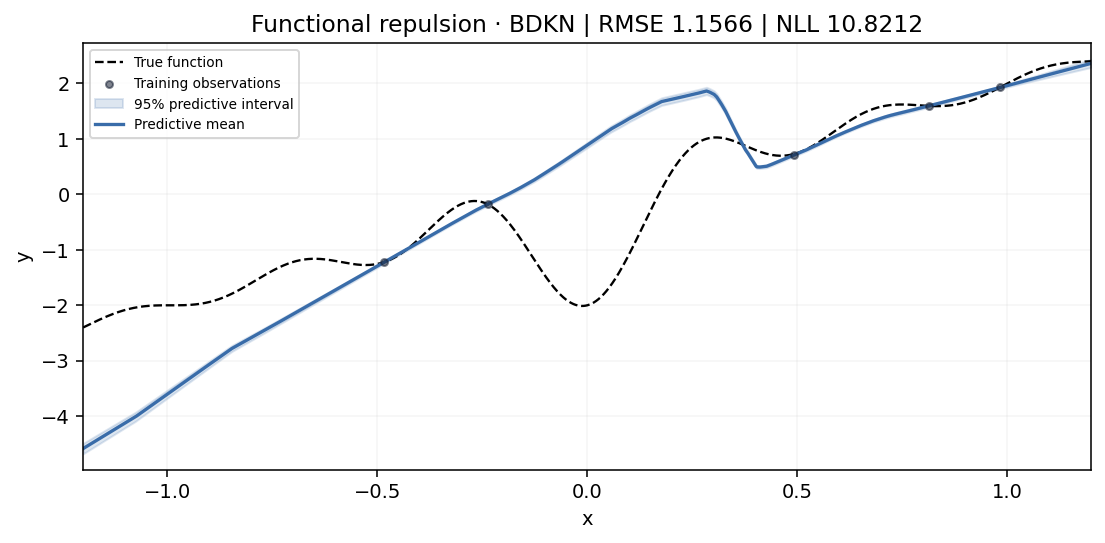 Functional repulsion · BDKN | RMSE 1.1566 | NLL 10.8212
True function
Training observations
95% predictive interval
Predictive mean
y
2
1
0
−1
−2
−3
−4
−1.0
−0.5
0.0
0.5
1.0
x